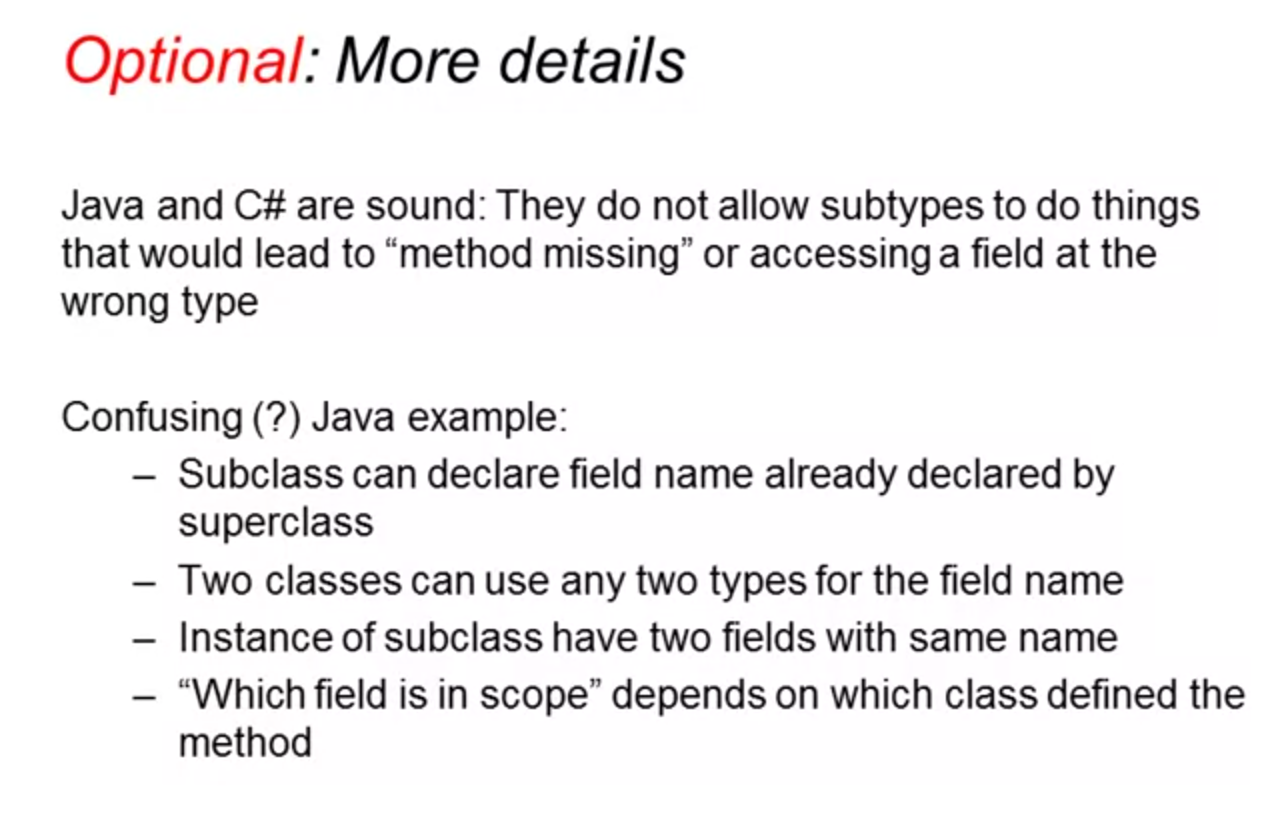 Optional: More details
Java and C# are sound: They do not allow subtypes to do things
that would lead to “method missing” or accessing a field at the
wrong type
Confusing (?) Java example:
– Subclass can declare field name already declared by
superclass
– Two classes can use any two types for the field name
– Instance of subclass have two fields with same name
– “Which field is in scope” depends on which class defined the
method